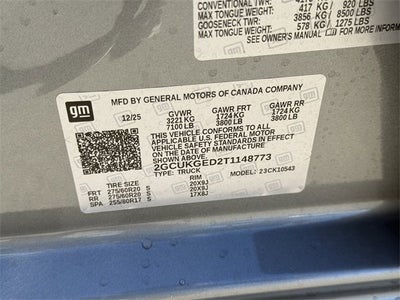 CONVENTIONAL TWR:
MAX TONGUE WEIGHT: 417 KG / 920 LBS
GOOSENECK TWR: 3856 KG / 8500 LBS
MAX TONGUE WEIGHT: 578 KG / 1275 LBS
SEE OWNER'S MANUAL FOR MORE
gm
MFD BY GENERAL MOTORS OF CANADA COMPANY
12/25 GVWR GAWR FRT GAWR RR
3221 KG 1724 KG 1724 KG
7100 LB 3800 LB 3800 LB
THIS VEHICLE CONFORMS TO ALL
APPLICABLE U.S. FEDERAL MOTOR
VEHICLE SAFETY STANDARDS IN EFFECT ON
THE DATE OF MANUFACTURE SHOWN ABOVE.
2GCUKGED2T1148773
TYPE: TRUCK MODEL: 23CK10543
TIRE SIZE RIM
FRT 275/60R20 S 20X9J
RR 275/60R20 S 20X9J
SPA 255/80R17 S 17X8J